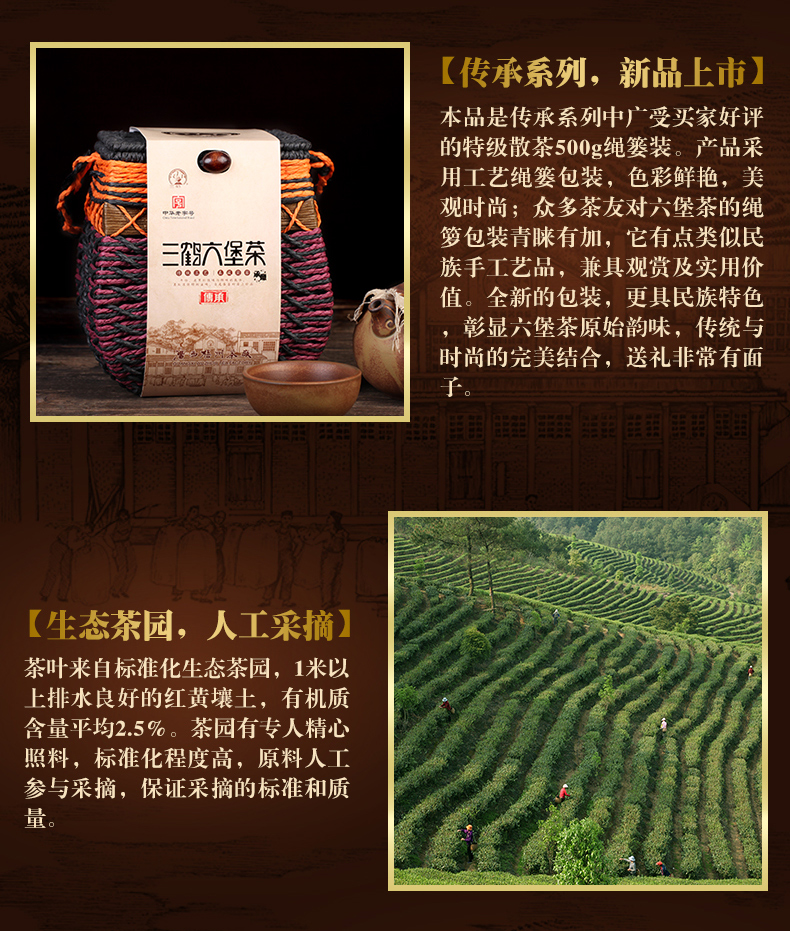 【传承系列，新品上市】
本品是传承系列中广受买家好评
的特级散茶500g绳篓装。产品采
用工艺绳篓包装，色彩鲜艳，美
观时尚；众多茶友对六堡茶的绳
箩包装青睐有加，它有点类似民
族手工艺品，兼具观赏及实用价
值。全新的包装，更具民族特色
，彰显六堡茶原始韵味，传统与
时尚的完美结合，送礼非常有面
子。
中华老字号
三鹤六堡茶
传承
【生态茶园，人工采摘】
茶叶来自标准化生态茶园，1米以
上排水良好的红黄壤土，有机质
含量平均2.5%。茶园有专人精心
照料，标准化程度高，原料人工
参与采摘，保证采摘的标准和质
量。